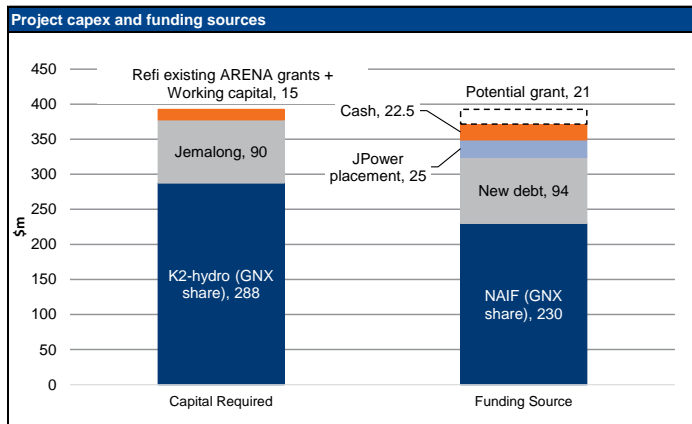 Project capex and funding sources
$m
450
400
350
300
250
200
150
100
50
0
Refi existing ARENA grants +
Working capital, 15
Jemalong, 90
K2-hydro (GNX
share), 288
Potential grant, 21
Cash, 22.5
JPower
placement, 25
New debt, 94
NAIF (GNX
share), 230
Capital Required
Funding Source